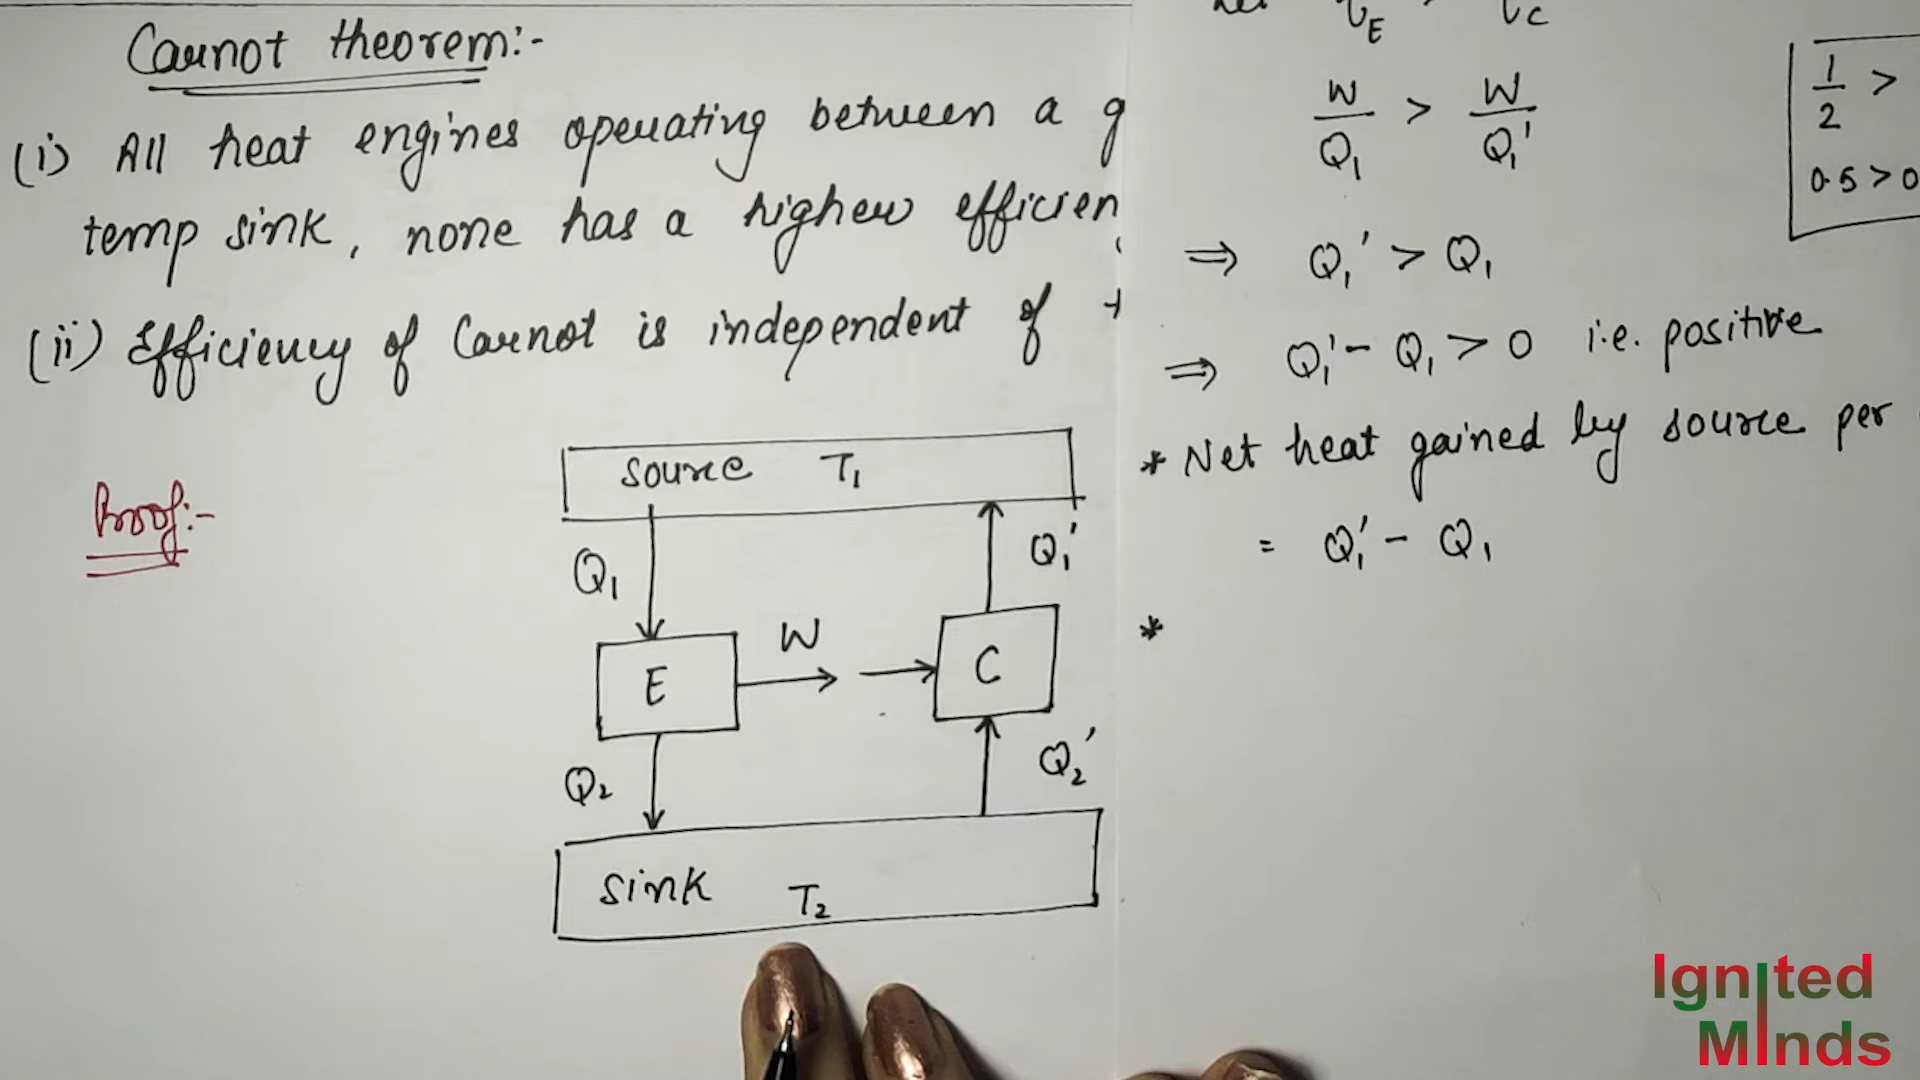 Carnot theorem:-
(i) All heat engines operating between a g
temp sink, none has a higher efficien
(ii) Efficiency of Carnot is independent of
Proof:-
Source T₁
Q₁
Q₁'
E
W
C
Q₂
Q₂'
Sink T₂
η_E > η_C
W/Q₁ > W/Q₁'
⇒ Q₁' > Q₁
⇒ Q₁' - Q₁ > 0 i.e. positive
* Net heat gained by source per
= Q₁' - Q₁
*
1/2 >
0.5 > 0
Ignited
Minds